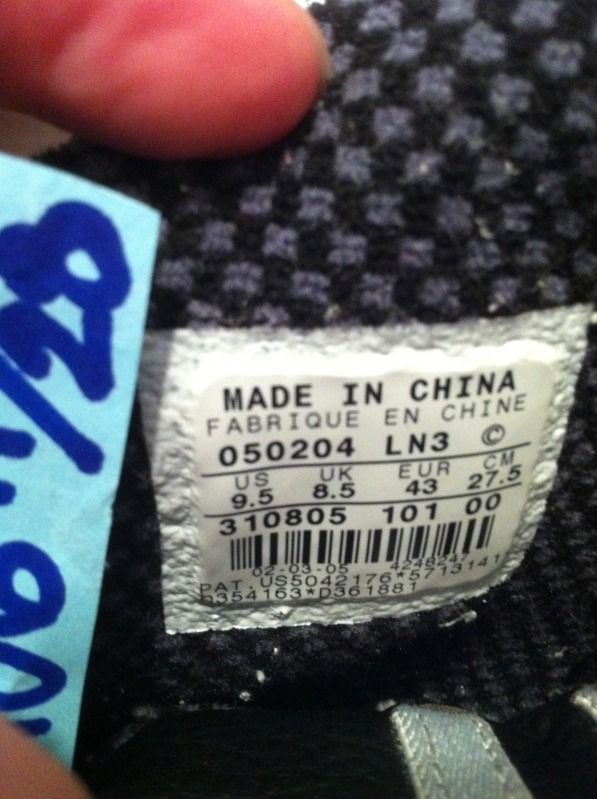 MADE IN CHINA
FABRIQUE EN CHINE
050204 LN3 ©
US UK EUR CM
9.5 8.5 43 27.5
310805 101 00
02-03-05 4248247
PAT. US5042176*5713141
5354163*D361881